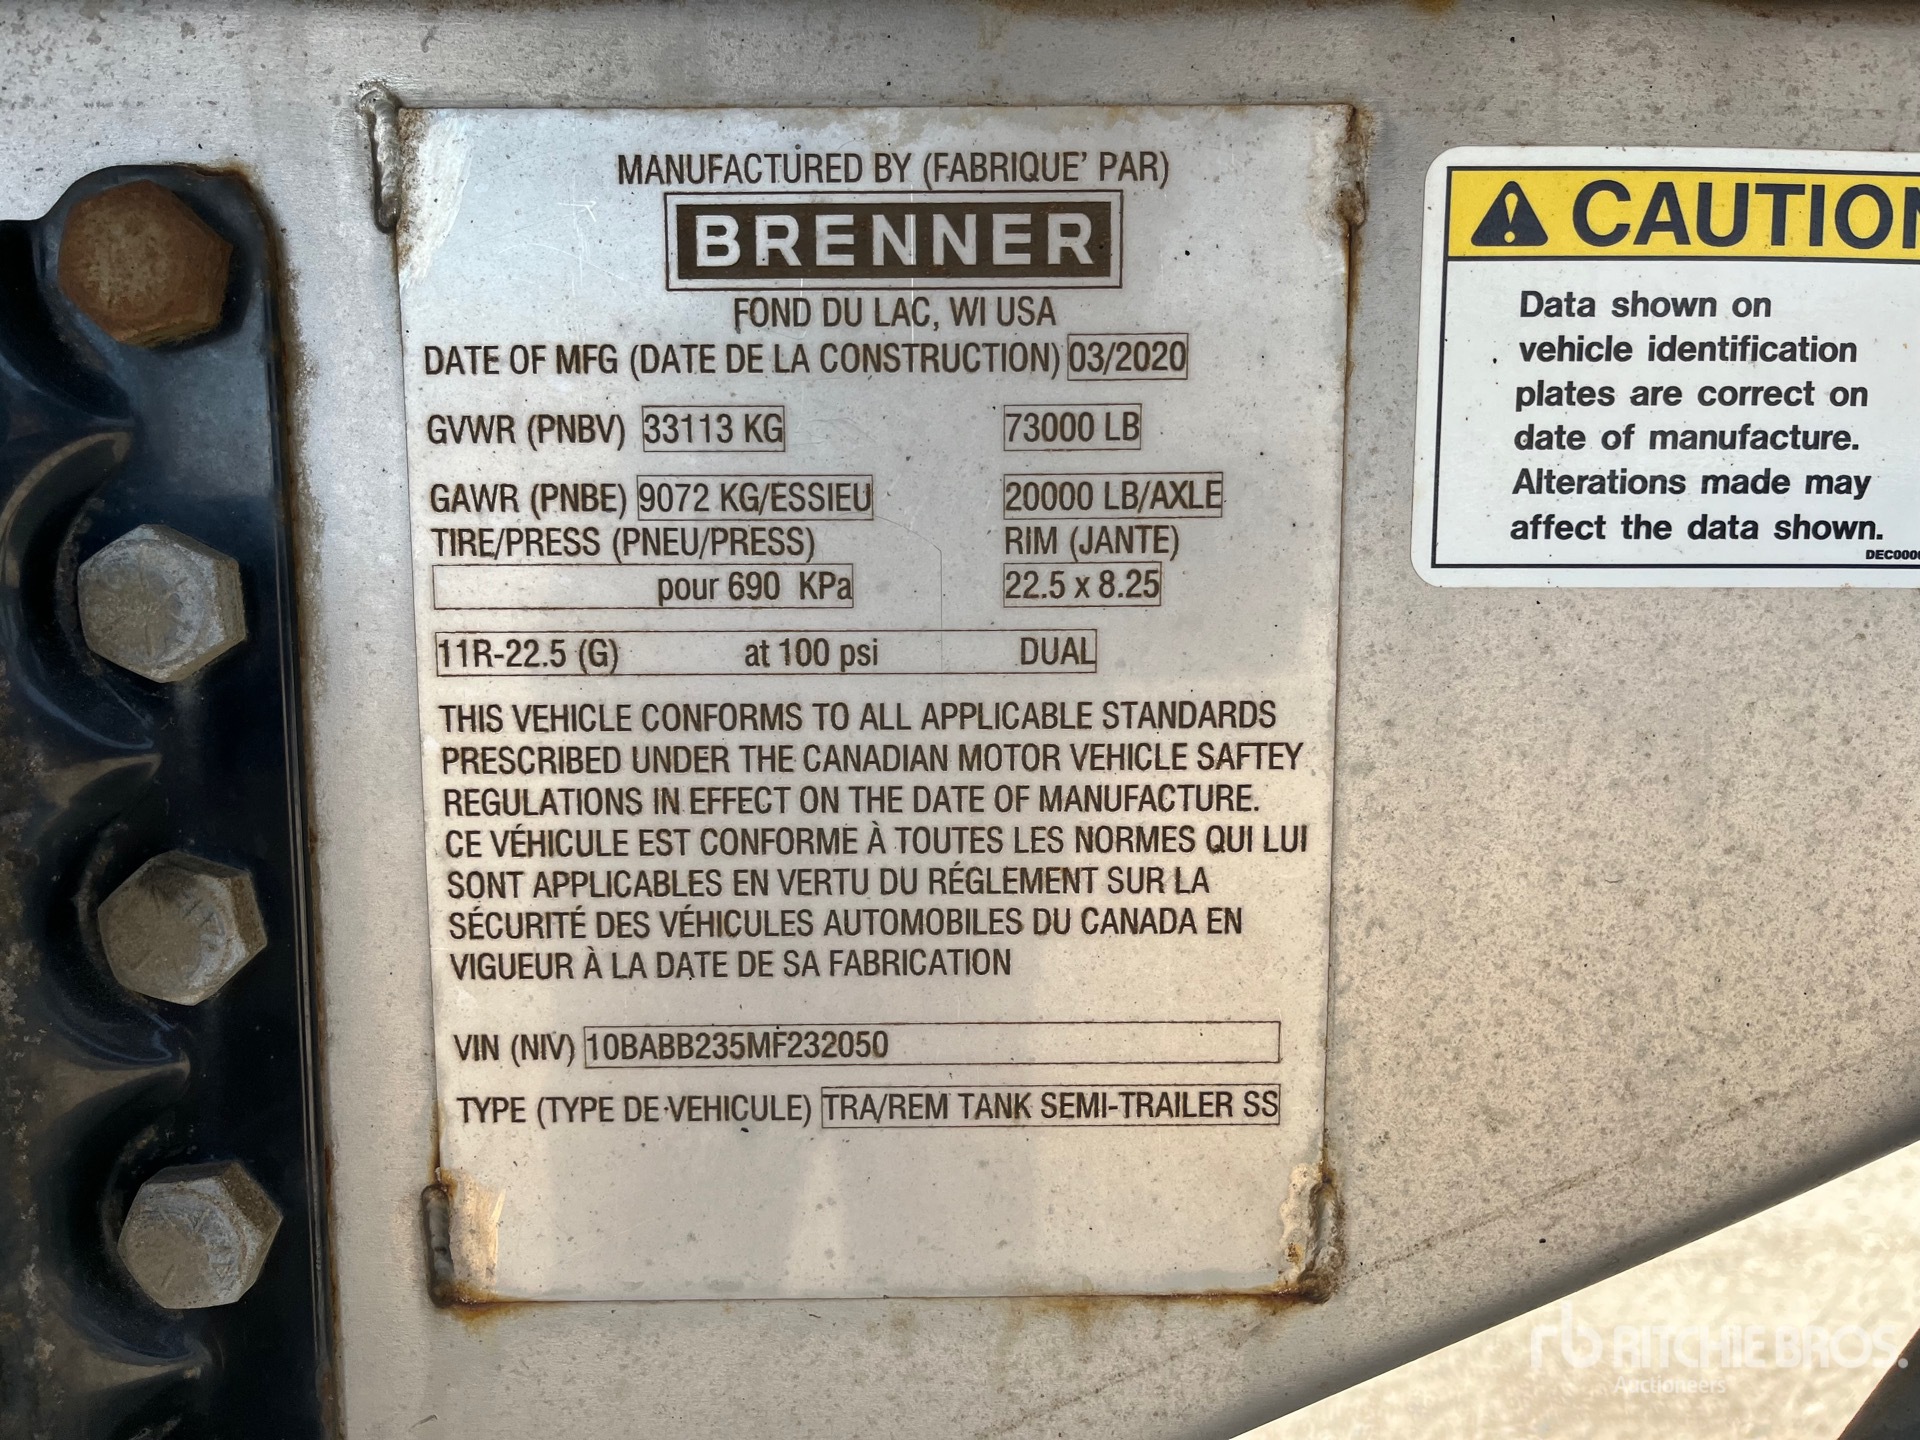 MANUFACTURED BY (FABRIQUE' PAR)
BRENNER
FOND DU LAC, WI USA
DATE OF MFG (DATE DE LA CONSTRUCTION) 03/2020
GVWR (PNBV) 33113 KG 73000 LB
GAWR (PNBE) 9072 KG/ESSIEU 20000 LB/AXLE
TIRE/PRESS (PNEU/PRESS) RIM (JANTE)
pour 690 KPa 22.5 x 8.25
11R-22.5 (G) at 100 psi DUAL
THIS VEHICLE CONFORMS TO ALL APPLICABLE STANDARDS
PRESCRIBED UNDER THE CANADIAN MOTOR VEHICLE SAFTEY
REGULATIONS IN EFFECT ON THE DATE OF MANUFACTURE.
CE VÉHICULE EST CONFORME À TOUTES LES NORMES QUI LUI
SONT APPLICABLES EN VERTU DU RÉGLEMENT SUR LA
SÉCURITÉ DES VÉHICULES AUTOMOBILES DU CANADA EN
VIGUEUR À LA DATE DE SA FABRICATION
VIN (NIV) 10BABB235MF232050
TYPE (TYPE DE VEHICULE) TRA/REM TANK SEMI-TRAILER SS
CAUTION
Data shown on
vehicle identification
plates are correct on
date of manufacture.
Alterations made may
affect the data shown.
DEC000
rb RITCHIE BROS.
Auctioneers